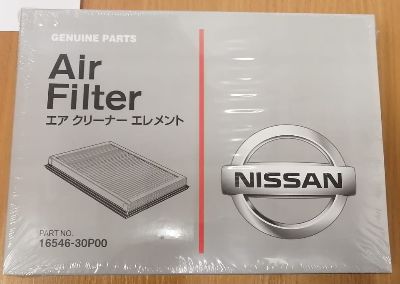 GENUINE PARTS
Air
Filter
エア クリーナー エレメント
NISSAN
PART NO.
16546-30P00